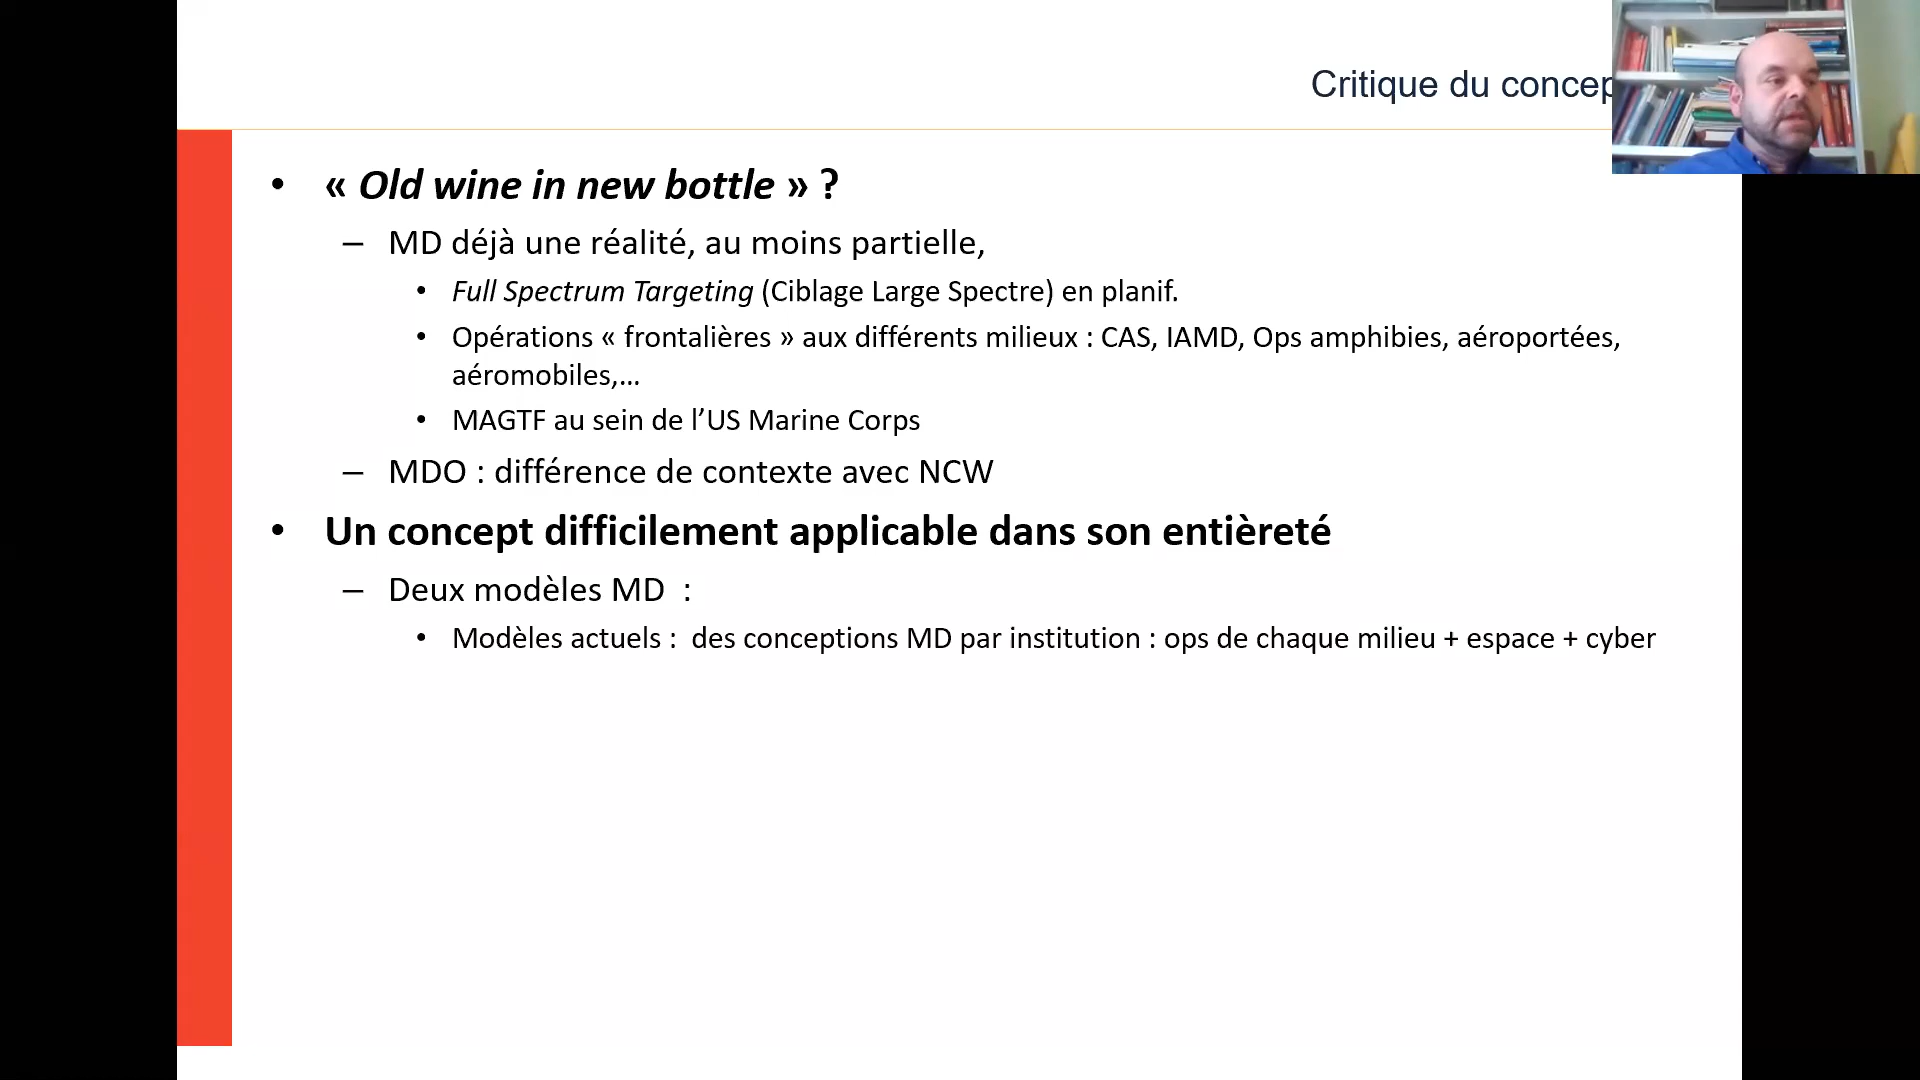 Critique du concep
• « Old wine in new bottle » ?
– MD déjà une réalité, au moins partielle,
• Full Spectrum Targeting (Ciblage Large Spectre) en planif.
• Opérations « frontalières » aux différents milieux : CAS, IAMD, Ops amphibies, aéroportées,
aéromobiles,...
• MAGTF au sein de l’US Marine Corps
– MDO : différence de contexte avec NCW
• Un concept difficilement applicable dans son entièreté
– Deux modèles MD :
• Modèles actuels : des conceptions MD par institution : ops de chaque milieu + espace + cyber